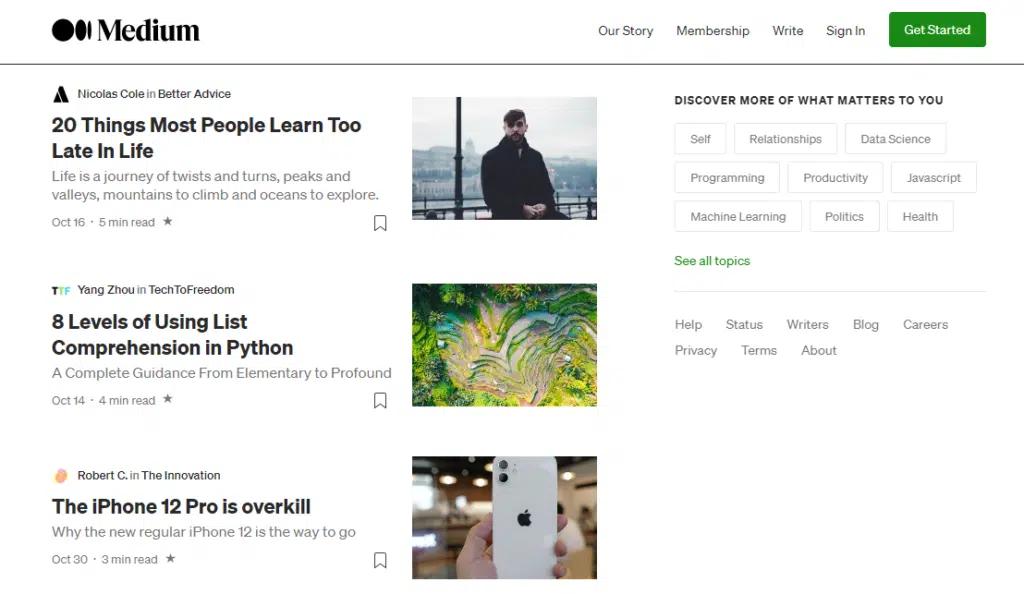 Medium
Our Story Membership Write Sign In Get Started
Nicolas Cole in Better Advice
20 Things Most People Learn Too
Late In Life
Life is a journey of twists and turns, peaks and
valleys, mountains to climb and oceans to explore.
Oct 16 · 5 min read ★
TTF Yang Zhou in TechToFreedom
8 Levels of Using List
Comprehension in Python
A Complete Guidance From Elementary to Profound
Oct 14 · 4 min read ★
Robert C. in The Innovation
The iPhone 12 Pro is overkill
Why the new regular iPhone 12 is the way to go
Oct 30 · 3 min read ★
DISCOVER MORE OF WHAT MATTERS TO YOU
Self Relationships Data Science
Programming Productivity Javascript
Machine Learning Politics Health
See all topics
Help Status Writers Blog Careers
Privacy Terms About